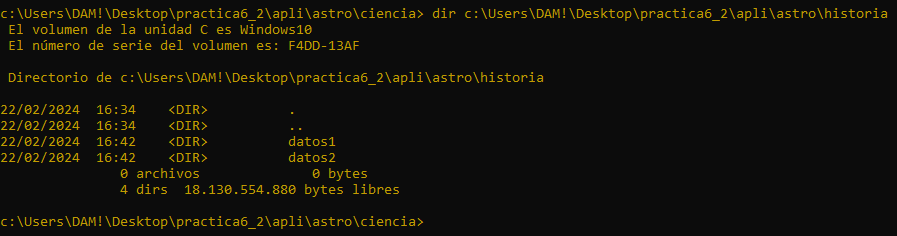 c:\Users\DAM!\Desktop\practica6_2\apli\astro\ciencia> dir c:\Users\DAM!\Desktop\practica6_2\apli\astro\historia
El volumen de la unidad C es Windows10
El número de serie del volumen es: F4DD-13AF
Directorio de c:\Users\DAM!\Desktop\practica6_2\apli\astro\historia
22/02/2024  16:34    <DIR>          .
22/02/2024  16:34    <DIR>          ..
22/02/2024  16:42    <DIR>          datos1
22/02/2024  16:42    <DIR>          datos2
0 archivos              0 bytes
4 dirs  18.130.554.880 bytes libres
c:\Users\DAM!\Desktop\practica6_2\apli\astro\ciencia>